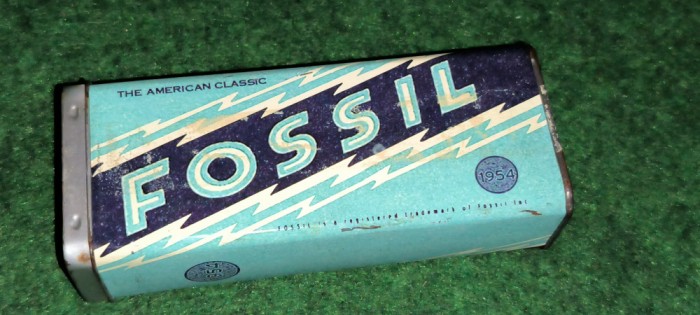 THE AMERICAN CLASSIC
FOSSIL
1954
FOSSIL is a registered trademark of Fossil Inc